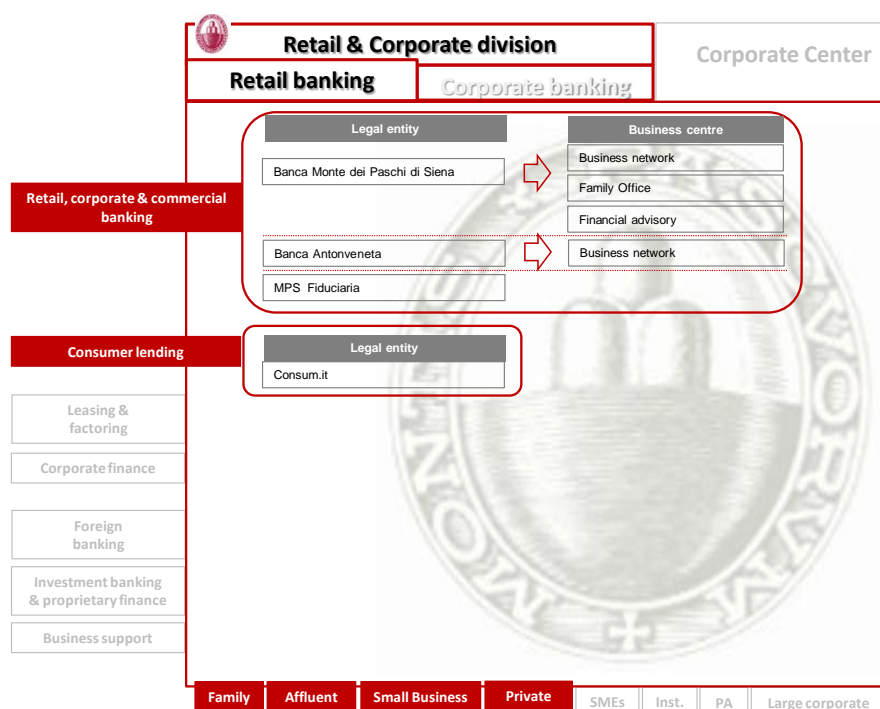 Retail & Corporate division
Corporate Center
Retail banking
Corporate banking
Legal entity
Business centre
Banca Monte dei Paschi di Siena
Business network
Family Office
Financial advisory
Retail, corporate & commercial
banking
Banca Antonveneta
Business network
MPS Fiduciaria
Consumer lending
Legal entity
Consum.it
Leasing &
factoring
Corporate finance
Foreign
banking
Investment banking
& proprietary finance
Business support
Family
Affluent
Small Business
Private
SMEs
Inst.
PA
Large corporate